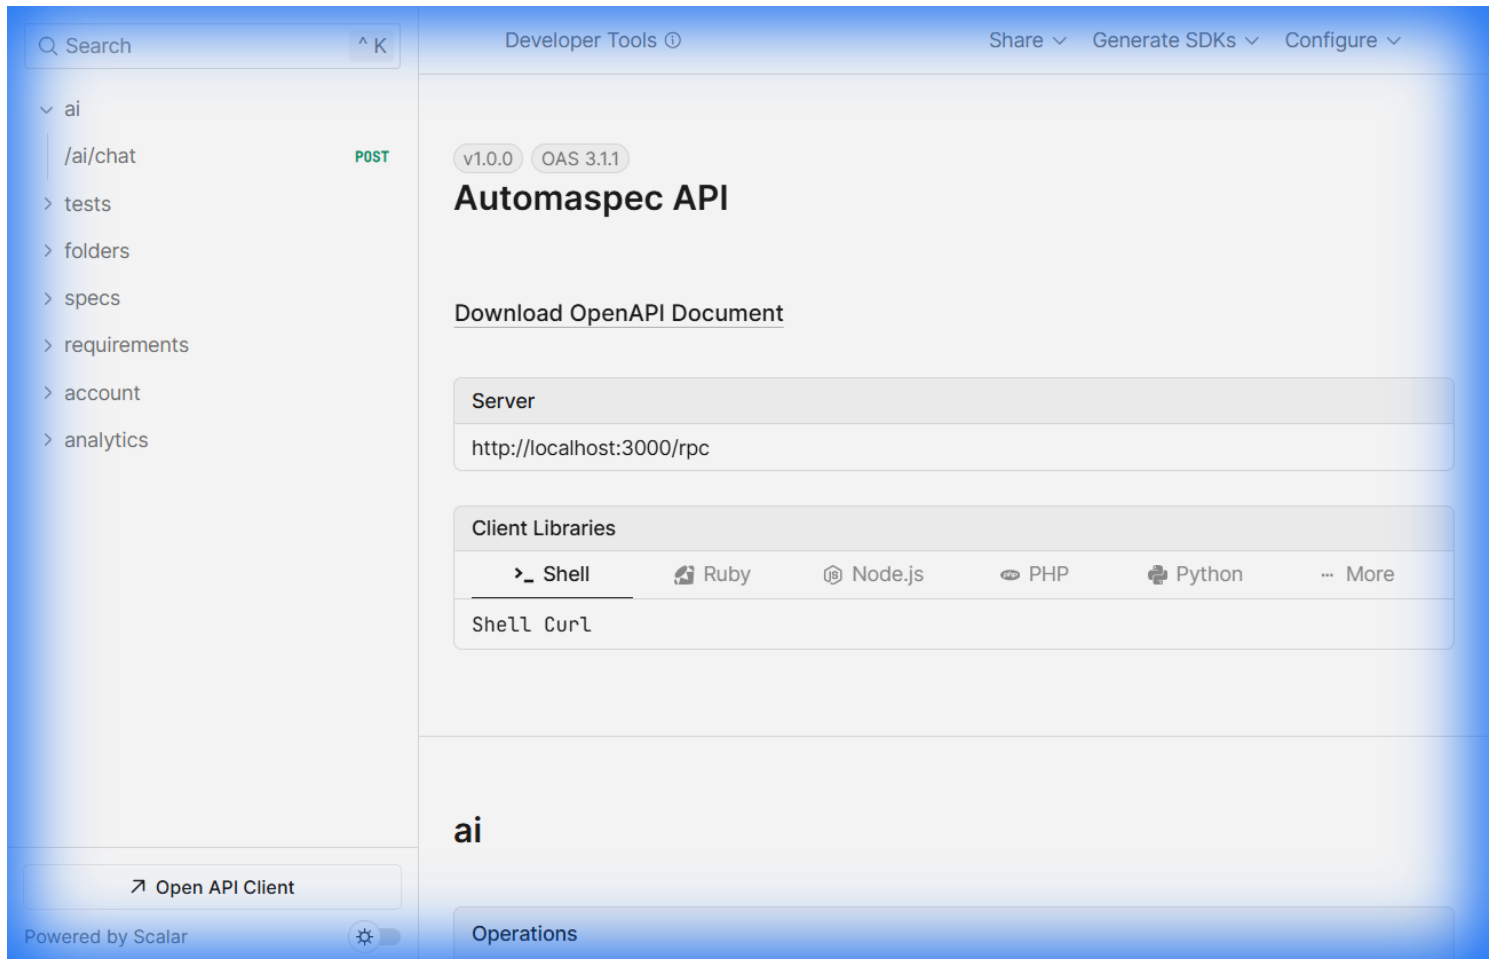 Search ^ K
ai
/ai/chat POST
tests
folders
specs
requirements
account
analytics
Open API Client
Powered by Scalar
Developer Tools
Share
Generate SDKs
Configure
v1.0.0 OAS 3.1.1
Automaspec API
Download OpenAPI Document
Server
http://localhost:3000/rpc
Client Libraries
Shell Ruby Node.js PHP Python More
Shell Curl
ai
Operations